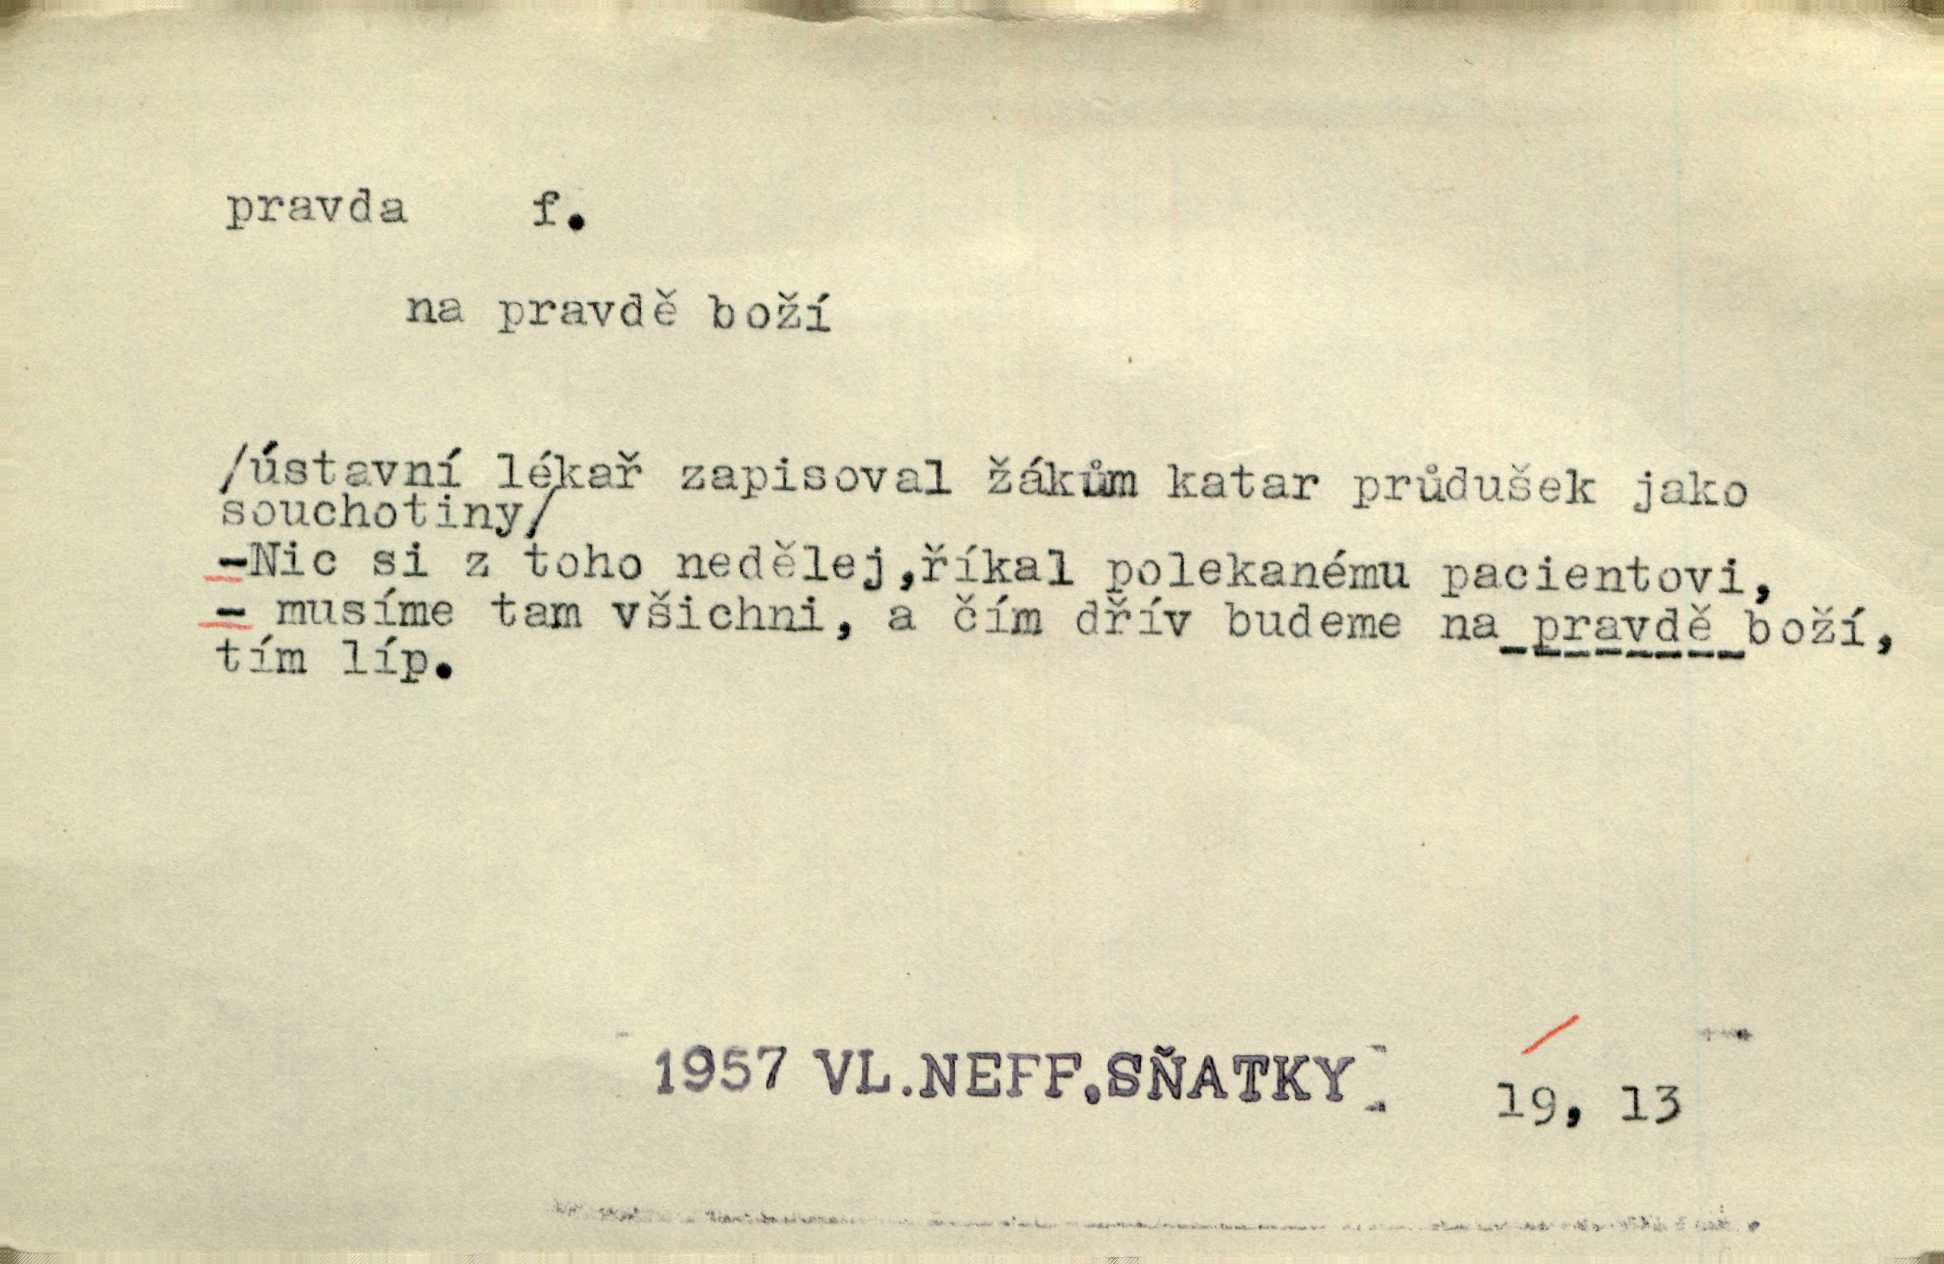 pravda f.
na pravdě boží
/ústavní lékař zapisoval žákům katar průdušek jako
souchotiny/
-Nic si z toho nedělej,říkal polekanému pacientovi,
- musíme tam všichni, a čím dřív budeme na pravdě boží,
tím líp.
1957 VL.NEFF,SŇATKY 19, 13